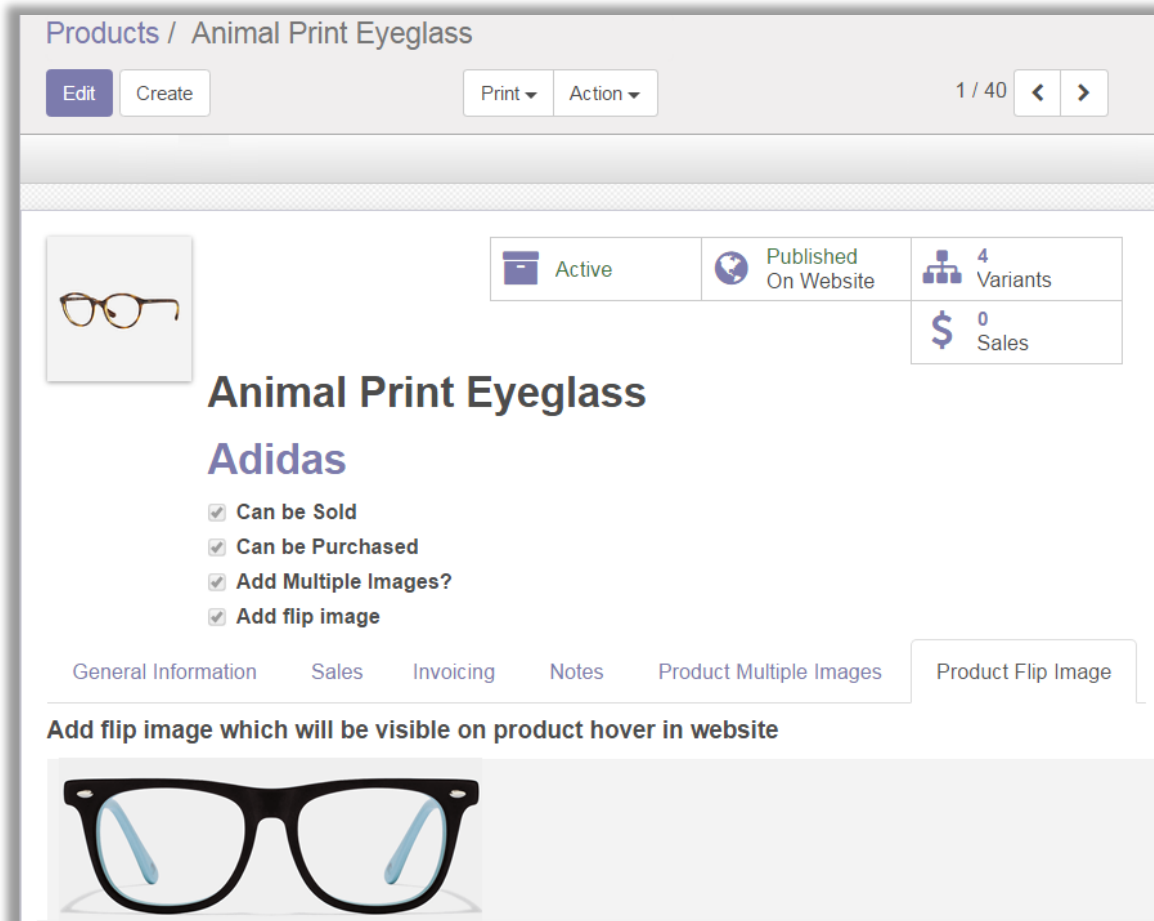 Products / Animal Print Eyeglass
Edit Create Print Action 1 / 40
Active
Published
On Website
4
Variants
0
Sales
Animal Print Eyeglass
Adidas
Can be Sold
Can be Purchased
Add Multiple Images?
Add flip image
General Information Sales Invoicing Notes Product Multiple Images Product Flip Image
Add flip image which will be visible on product hover in website